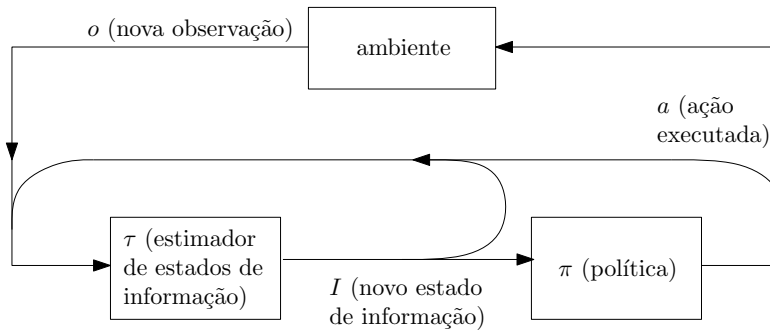 o (nova observação)
ambiente
a (ação
executada)
τ (estimador
de estados de
informação)
I (novo estado
de informação)
π (política)